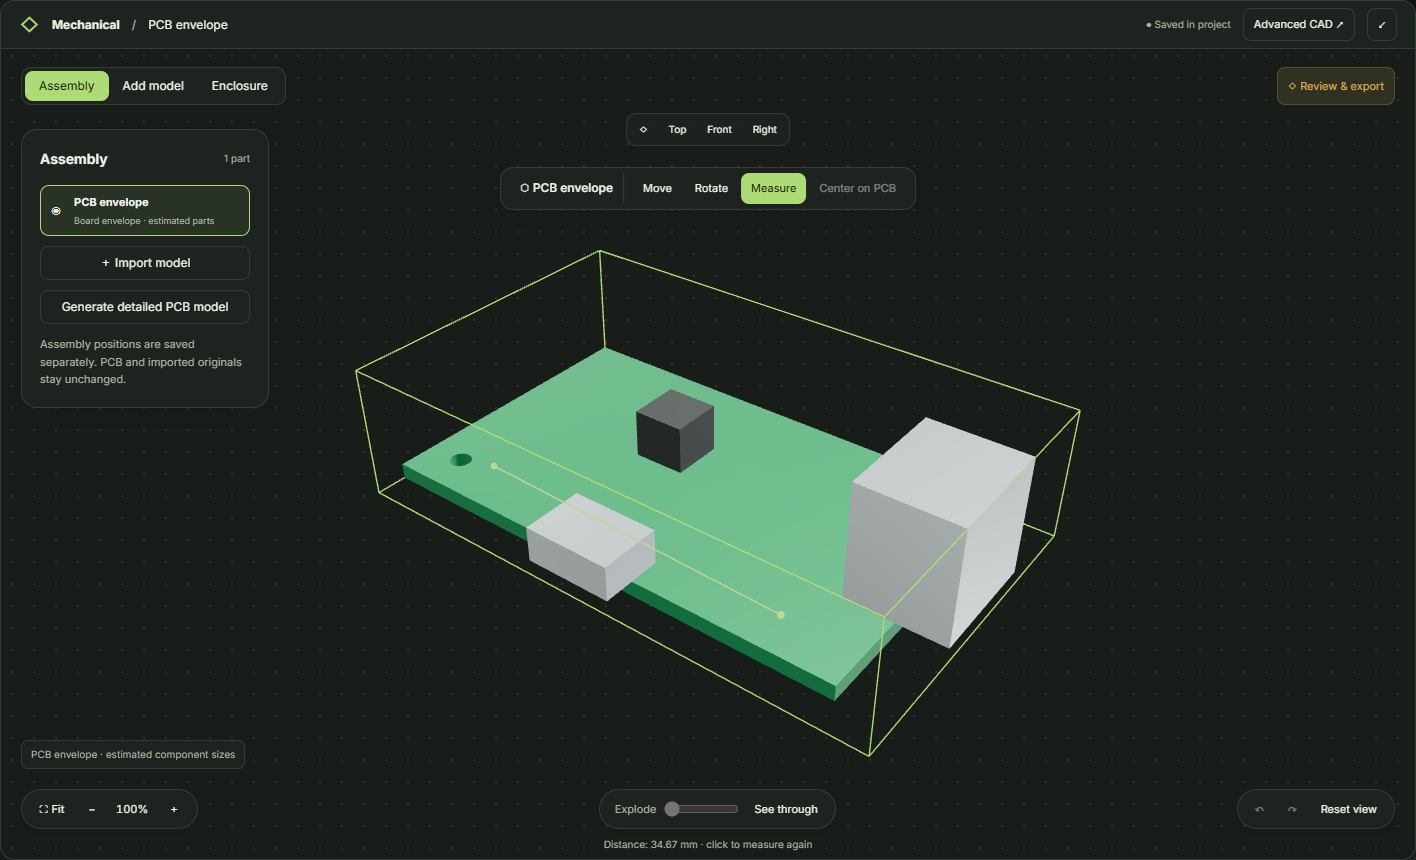 Mechanical / PCB envelope
Saved in project
Advanced CAD ↗
Assembly
Add model
Enclosure
Review & export
Top
Front
Right
PCB envelope
Move
Rotate
Measure
Center on PCB
Assembly
1 part
PCB envelope
Board envelope · estimated parts
+ Import model
Generate detailed PCB model
Assembly positions are saved
separately. PCB and imported originals
stay unchanged.
PCB envelope · estimated component sizes
Fit
−
100%
+
Explode
See through
Reset view
Distance: 34.67 mm · click to measure again